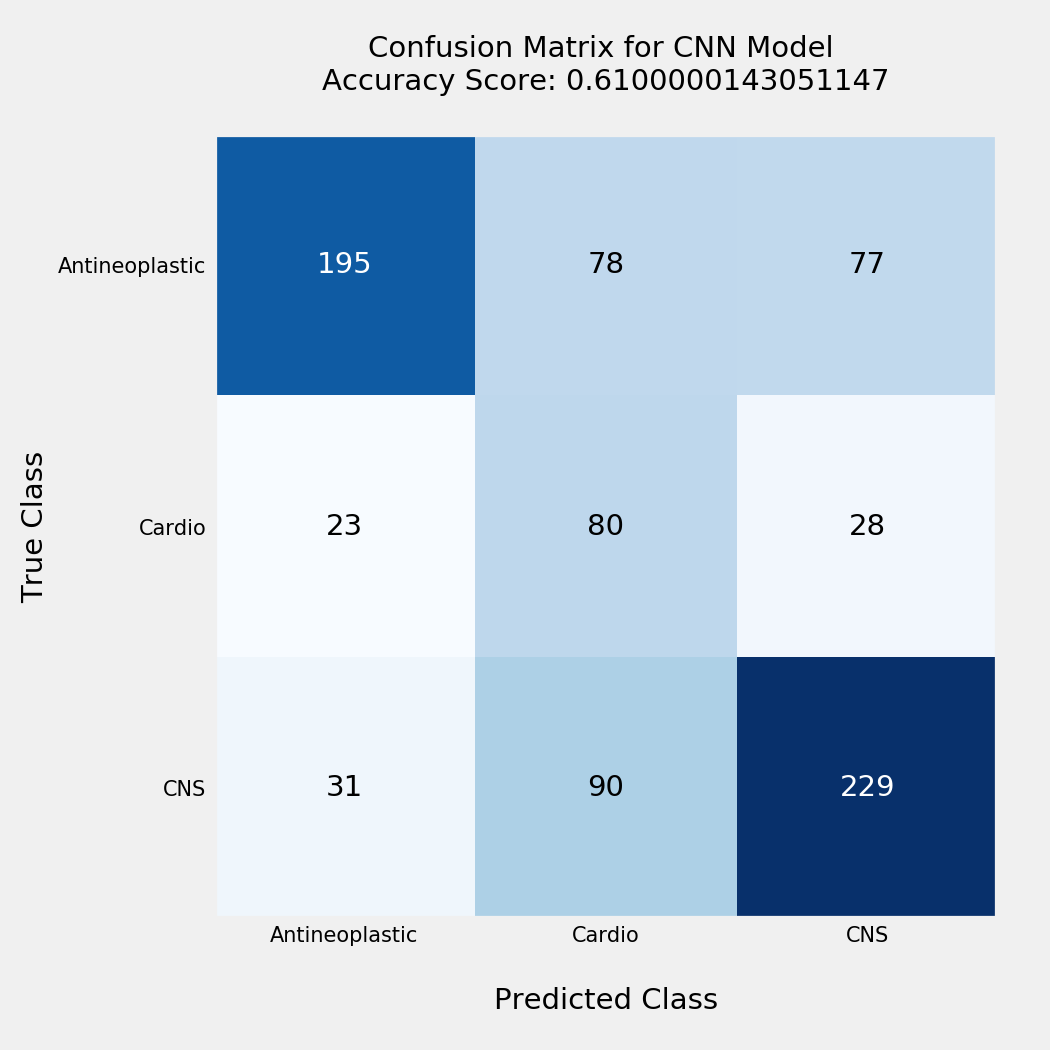 Confusion Matrix for CNN Model
Accuracy Score: 0.6100000143051147
Antineoplastic 195 78 77
Cardio 23 80 28
CNS 31 90 229
Antineoplastic Cardio CNS
Predicted Class
True Class